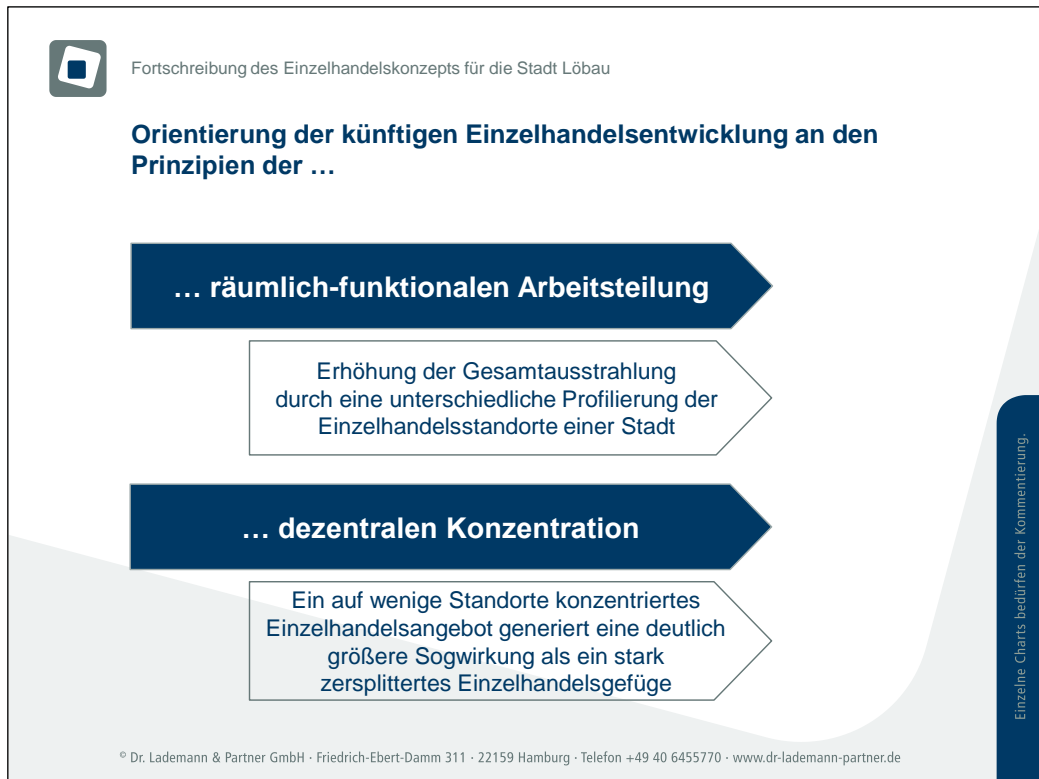 Fortschreibung des Einzelhandelskonzepts für die Stadt Löbau
Orientierung der künftigen Einzelhandelsentwicklung an den
Prinzipien der …
… räumlich-funktionalen Arbeitsteilung
Erhöhung der Gesamtausstrahlung
durch eine unterschiedliche Profilierung der
Einzelhandelsstandorte einer Stadt
… dezentralen Konzentration
Ein auf wenige Standorte konzentriertes
Einzelhandelsangebot generiert eine deutlich
größere Sogwirkung als ein stark
zersplittertes Einzelhandelsgefüge
Einzelne Charts bedürfen der Kommentierung.
© Dr. Lademann & Partner GmbH · Friedrich-Ebert-Damm 311 · 22159 Hamburg · Telefon +49 40 6455770 · www.dr-lademann-partner.de